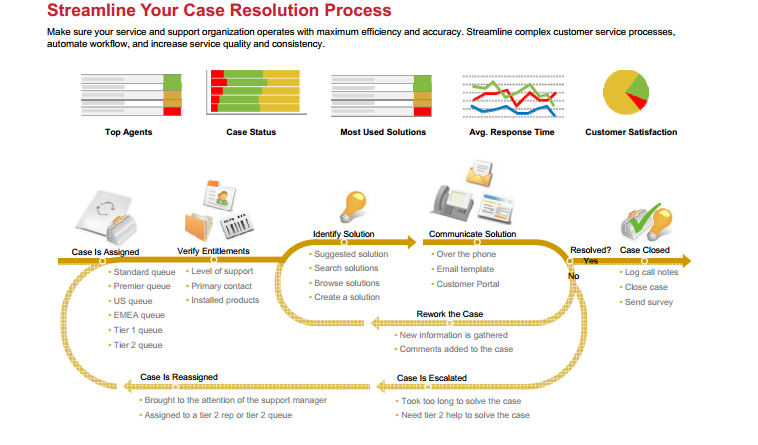 Streamline Your Case Resolution Process
Make sure your service and support organization operates with maximum efficiency and accuracy. Streamline complex customer service processes,
automate workflow, and increase service quality and consistency.
Top Agents
Case Status
Most Used Solutions
Avg. Response Time
Customer Satisfaction
Case Is Assigned
• Standard queue
• Premier queue
• US queue
• EMEA queue
• Tier 1 queue
• Tier 2 queue
Verify Entitlements
• Level of support
• Primary contact
• Installed products
Identify Solution
• Suggested solution
• Search solutions
• Browse solutions
• Create a solution
Communicate Solution
• Over the phone
• Email template
• Customer Portal
Resolved?
Yes
No
Case Closed
• Log call notes
• Close case
• Send survey
Rework the Case
• New information is gathered
• Comments added to the case
Case Is Escalated
• Took too long to solve the case
• Need tier 2 help to solve the case
Case Is Reassigned
• Brought to the attention of the support manager
• Assigned to a tier 2 rep or tier 2 queue